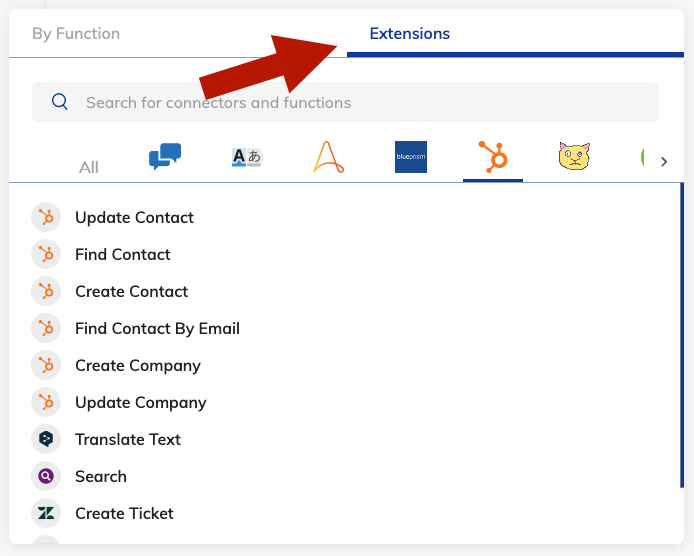 By Function
Extensions
Search for connectors and functions
All
Aあ
blueprism
Update Contact
Find Contact
Create Contact
Find Contact By Email
Create Company
Update Company
Translate Text
Search
Create Ticket